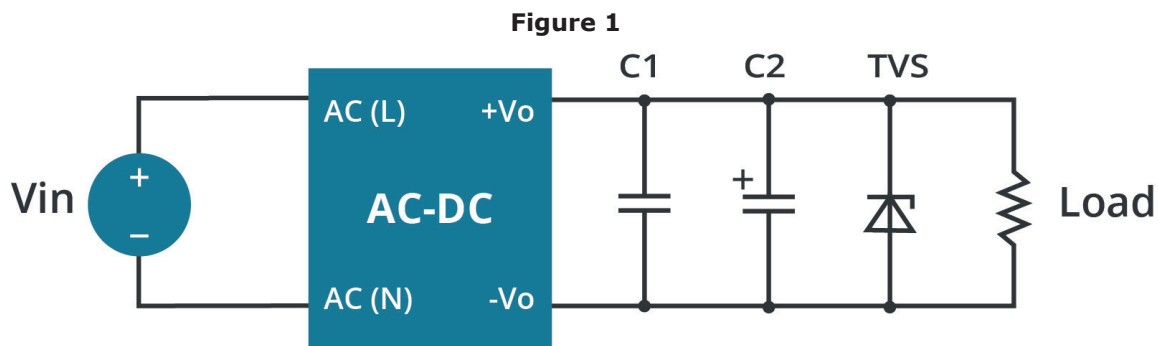 Figure 1
C1 C2 TVS
AC (L) +Vo
+
Vin AC-DC + Load
−
AC (N) -Vo